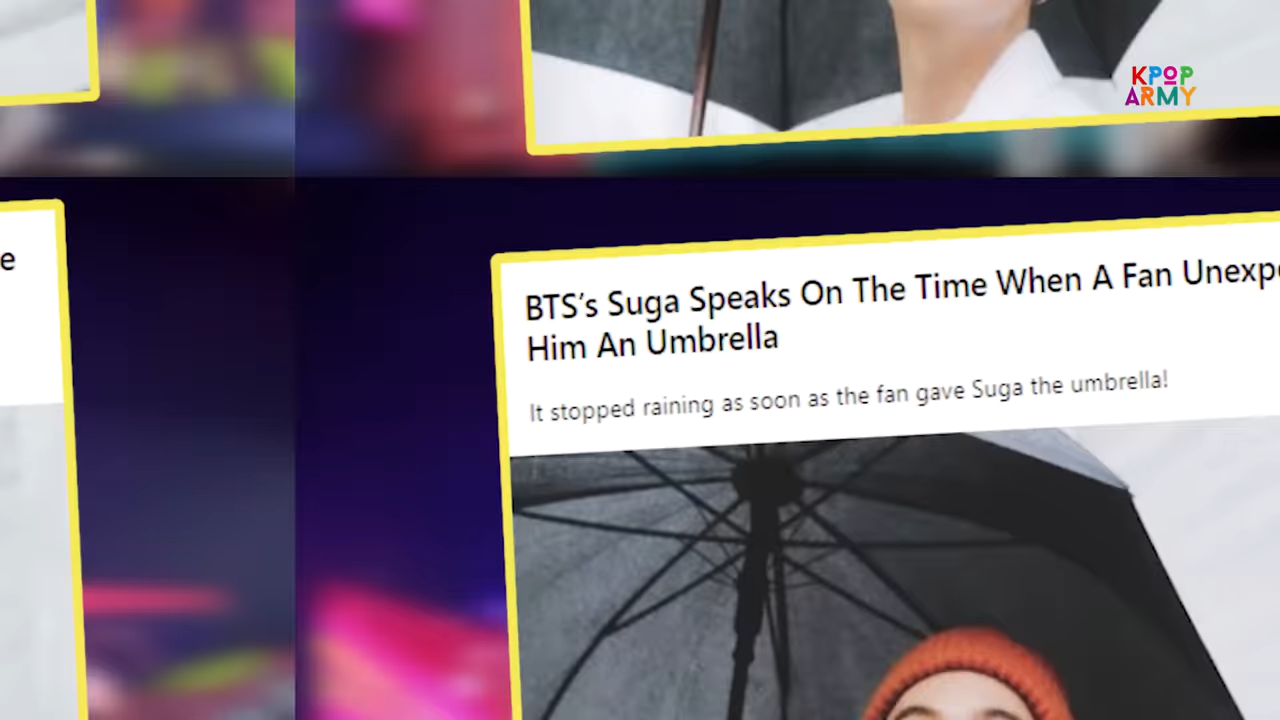 KPOP
ARMY
e
BTS’s Suga Speaks On The Time When A Fan
Him An Umbrella
It stopped raining as soon as the fan gave Suga the umbrella!